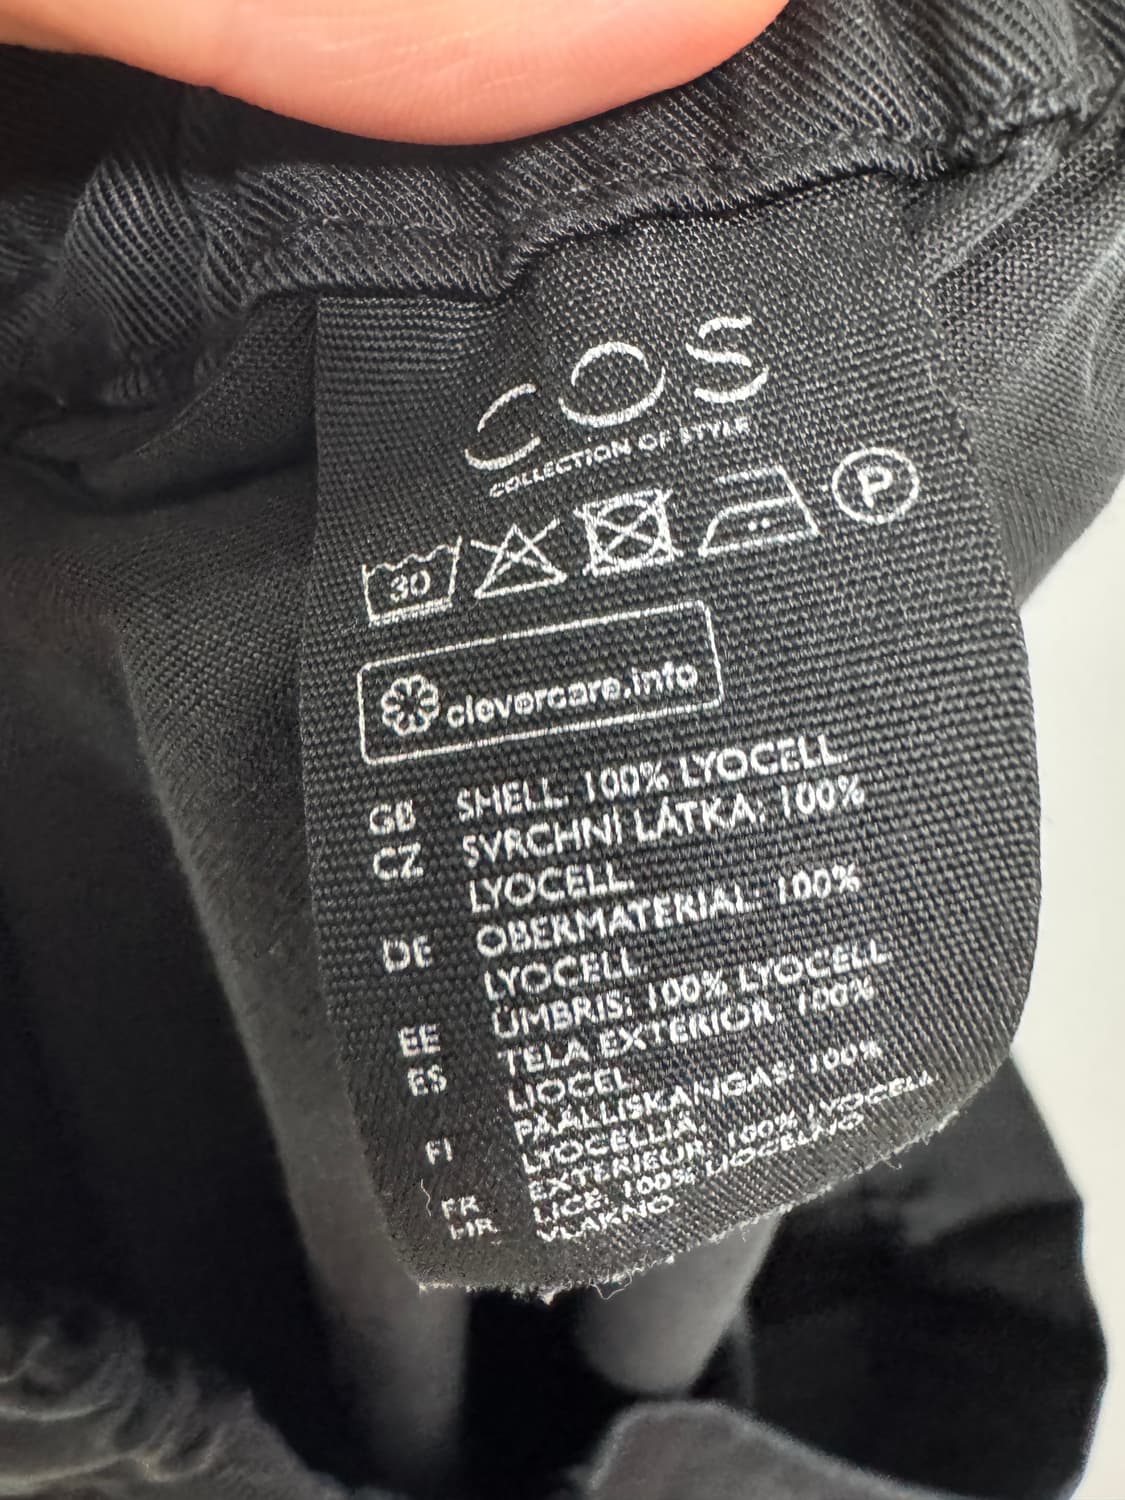 COS
COLLECTION OF STYLE
30
P
clevercare.info
GB SHELL: 100% LYOCELL.
CZ SVRCHNÍ LÁTKA: 100%
LYOCELL.
DE OBERMATERIAL: 100%
LYOCELL.
EE ÜMBRIS: 100% LYOCELL
ES TELA EXTERIOR: 100%
LIOCEL.
FI PÄÄLLISKANGAS: 100%
LYOCELLIA.
FR EXTERIEUR: 100% LYOCELL
HR LICE: 100% LIOCELNO
VLAKNO